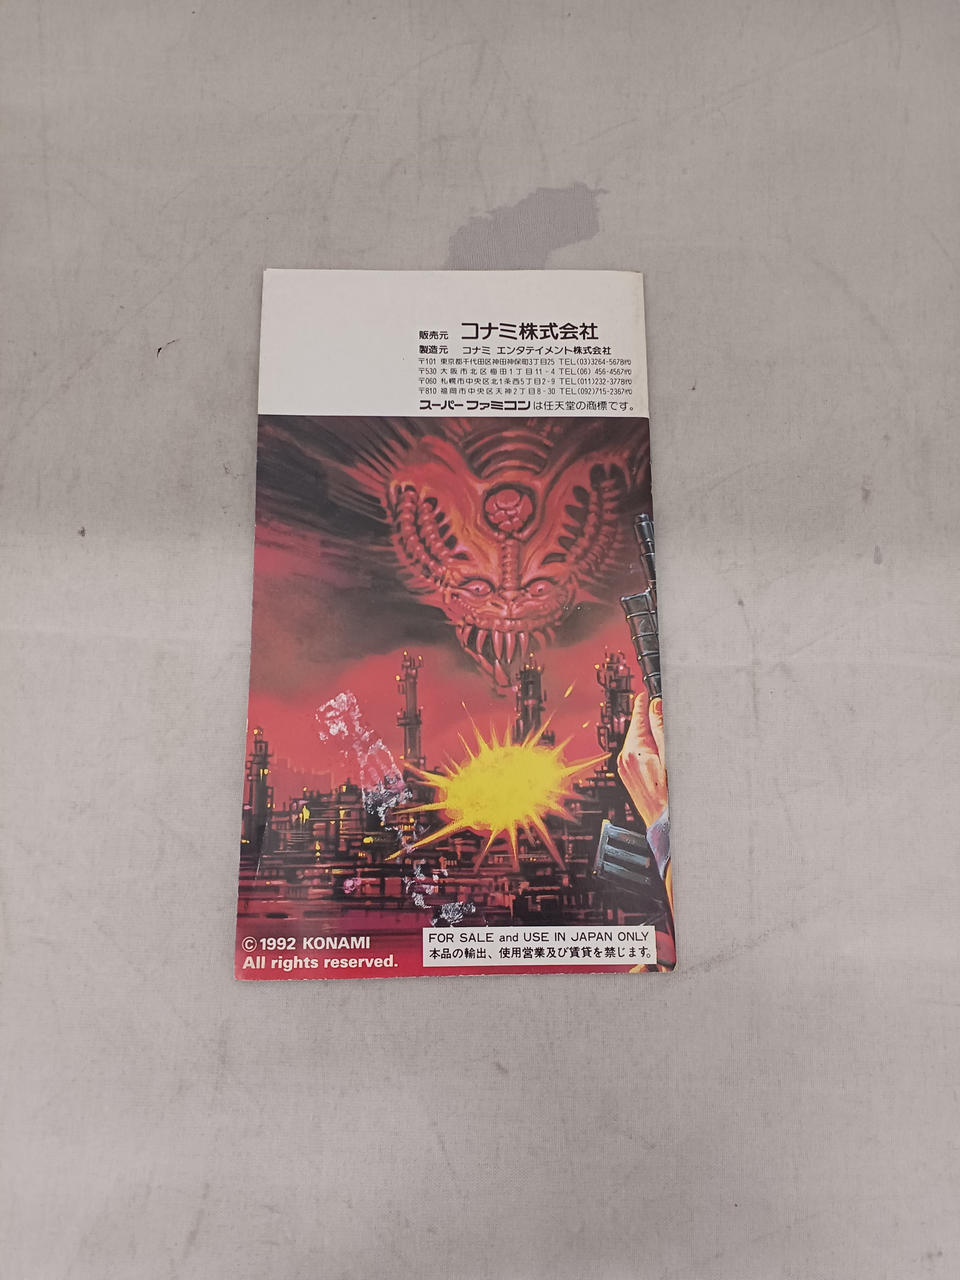 販売元 コナミ株式会社
製造元 コナミ エンタテイメント株式会社
〒101 東京都千代田区神田神保町3丁目25 TEL(03)3264-5678㈹
〒530 大阪市北区梅田1丁目11-4 TEL(06) 456-4567㈹
〒060 札幌市中央区北1条西5丁目2-9 TEL(011)232-3778㈹
〒810 福岡市中央区天神2丁目8-30 TEL(092)715-2367㈹
スーパーファミコンは任天堂の商標です。
©1992 KONAMI
All rights reserved.
FOR SALE and USE IN JAPAN ONLY
本品の輸出、使用営業及び賃貸を禁じます。